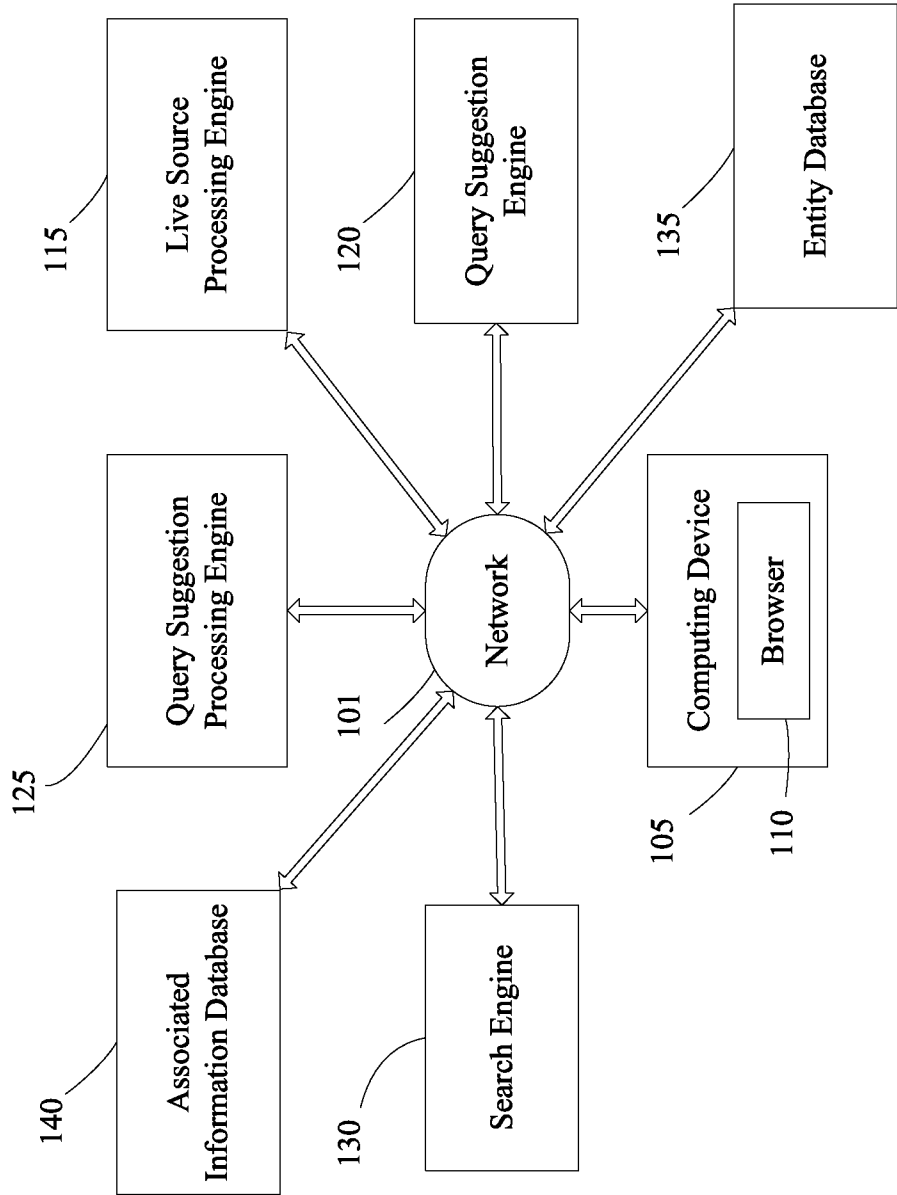 140
Associated
Information Database
125
Query Suggestion
Processing Engine
115
Live Source
Processing Engine
130
Search Engine
101
Network
120
Query Suggestion
Engine
105
Computing Device
110
Browser
135
Entity Database